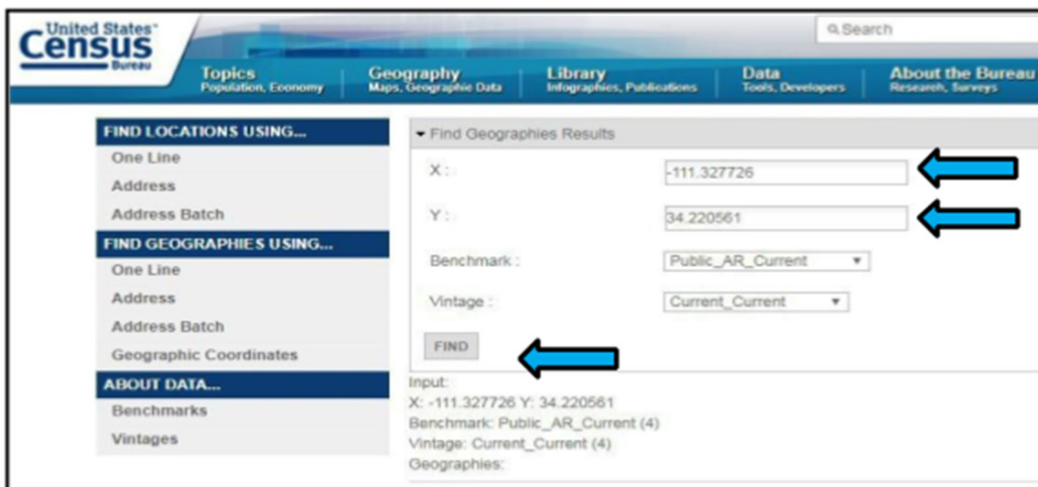 United States™
Census
Bureau
Search
Topics
Population, Economy
Geography
Maps, Geographic Data
Library
Infographics, Publications
Data
Tools, Developers
About the Bureau
Research, Surveys
FIND LOCATIONS USING...
One Line
Address
Address Batch
FIND GEOGRAPHIES USING...
One Line
Address
Address Batch
Geographic Coordinates
ABOUT DATA...
Benchmarks
Vintages
Find Geographies Results
X : -111.327726
Y : 34.220561
Benchmark : Public_AR_Current
Vintage : Current_Current
FIND
Input:
X: -111.327726 Y: 34.220561
Benchmark: Public_AR_Current (4)
Vintage: Current_Current (4)
Geographies: